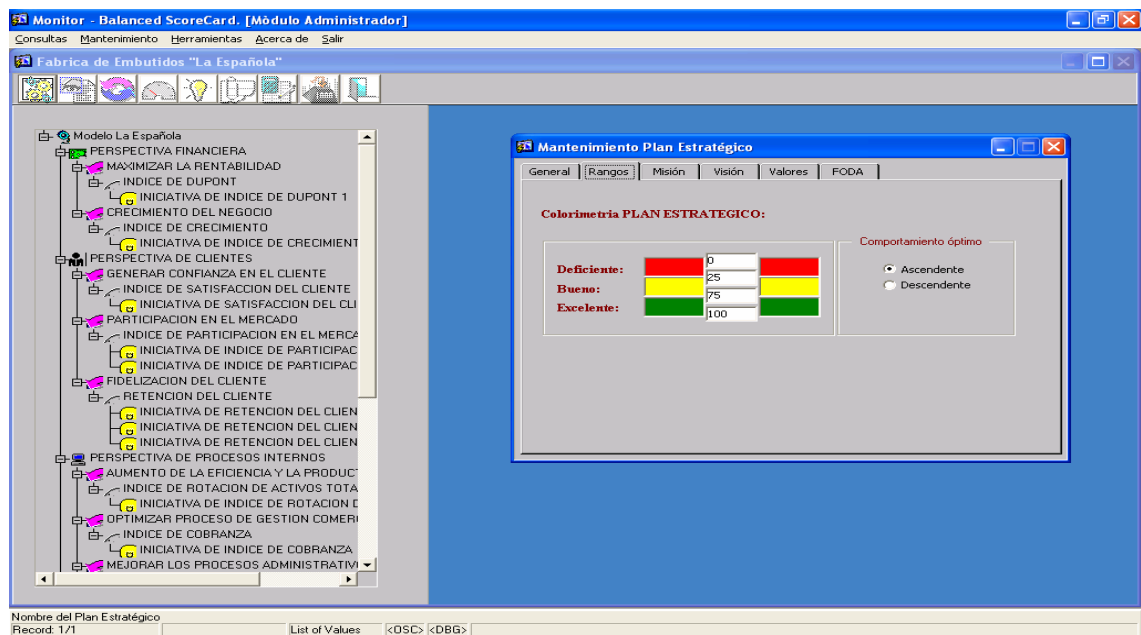 Monitor - Balanced ScoreCard. [Módulo Administrador]
Consultas Mantenimiento Herramientas Acerca de Salir
Fabrica de Embutidos "La Española"
Modelo La Española
PERSPECTIVA FINANCIERA
MAXIMIZAR LA RENTABILIDAD
INDICE DE DUPONT
INICIATIVA DE INDICE DE DUPONT 1
CRECIMIENTO DEL NEGOCIO
INDICE DE CRECIMIENTO
INICIATIVA DE INDICE DE CRECIMIENT
PERSPECTIVA DE CLIENTES
GENERAR CONFIANZA EN EL CLIENTE
INDICE DE SATISFACCION DEL CLIENTE
INICIATIVA DE SATISFACCION DEL CLI
PARTICIPACION EN EL MERCADO
INDICE DE PARTICIPACION EN EL MERCA
INICIATIVA DE INDICE DE PARTICIPAC
INICIATIVA DE INDICE DE PARTICIPAC
FIDELIZACION DEL CLIENTE
RETENCION DEL CLIENTE
INICIATIVA DE RETENCION DEL CLIEN
INICIATIVA DE RETENCION DEL CLIEN
INICIATIVA DE RETENCION DEL CLIEN
PERSPECTIVA DE PROCESOS INTERNOS
AUMENTO DE LA EFICIENCIA Y LA PRODUC
INDICE DE ROTACION DE ACTIVOS TOTA
INICIATIVA DE INDICE DE ROTACION D
OPTIMIZAR PROCESO DE GESTION COMER
INDICE DE COBRANZA
INICIATIVA DE INDICE DE COBRANZA
MEJORAR LOS PROCESOS ADMINISTRATIV
Mantenimiento Plan Estratégico
General Rangos Misión Visión Valores FODA
Colorimetria PLAN ESTRATEGICO:
Deficiente:
Bueno:
Excelente:
0
25
75
100
Comportamiento óptimo
Ascendente
Descendente
Nombre del Plan Estratégico
Record: 1/1 List of Values <OSC> <DBG>